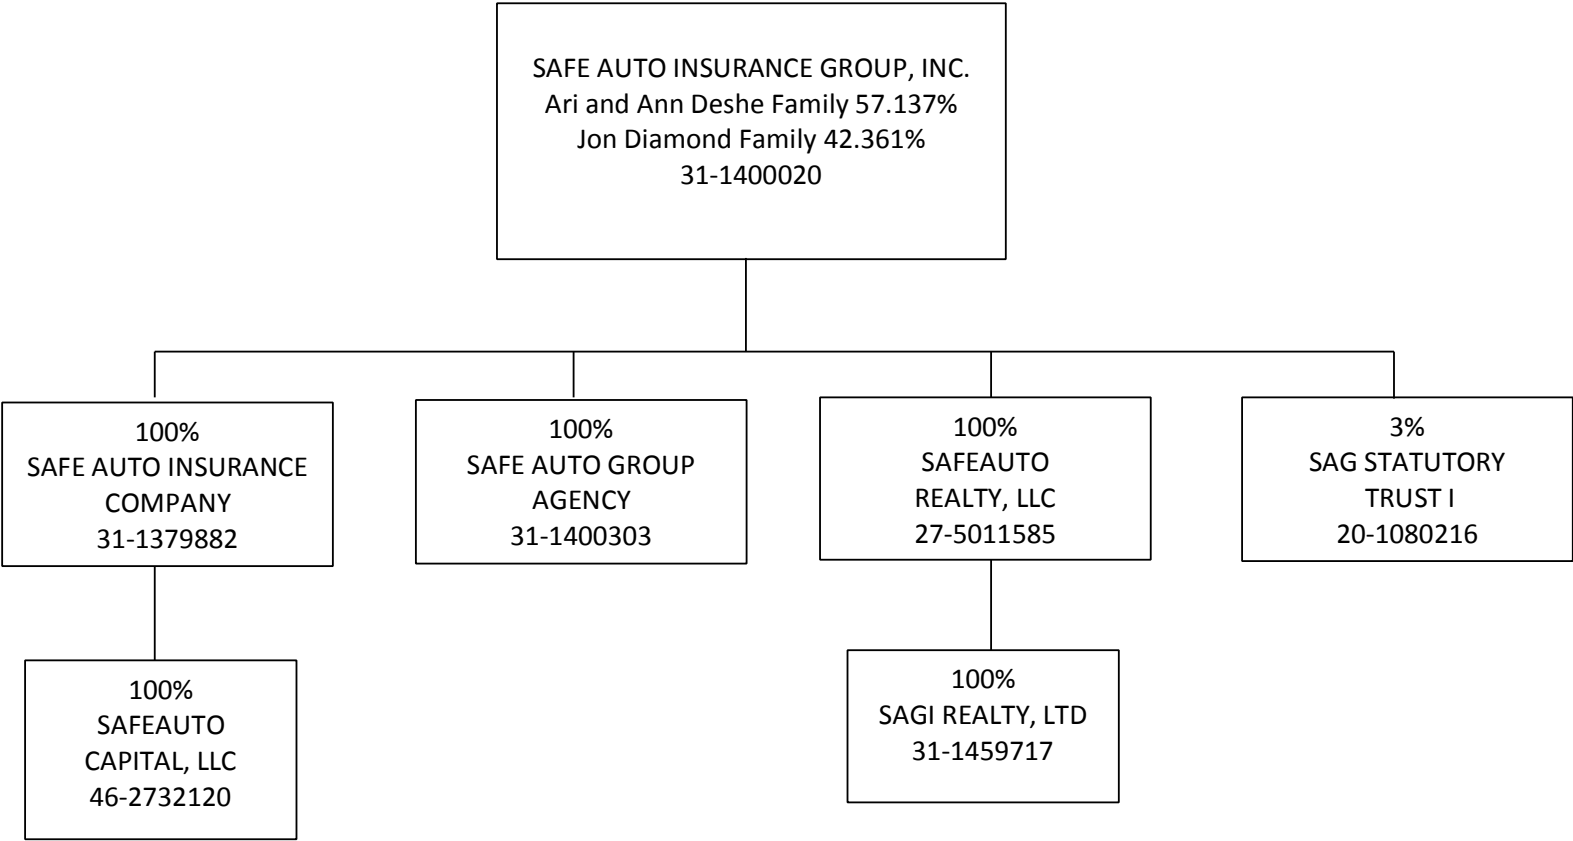 SAFE AUTO INSURANCE GROUP, INC.
Ari and Ann Deshe Family 57.137%
Jon Diamond Family 42.361%
31-1400020
100%
SAFE AUTO INSURANCE
COMPANY
31-1379882
100%
SAFE AUTO GROUP
AGENCY
31-1400303
100%
SAFEAUTO
REALTY, LLC
27-5011585
3%
SAG STATUTORY
TRUST I
20-1080216
100%
SAFEAUTO
CAPITAL, LLC
46-2732120
100%
SAGI REALTY, LTD
31-1459717